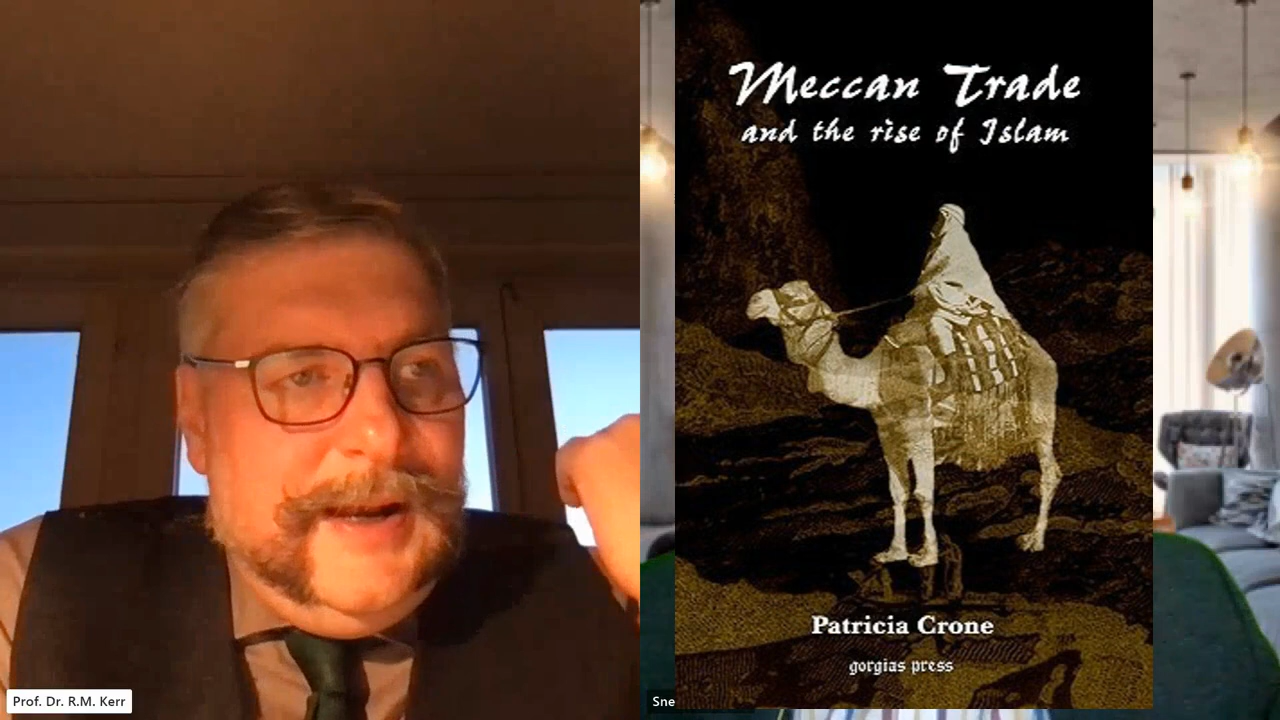 Meccan Trade
and the rise of Islam
Patricia Crone
gorgias press
Prof. Dr. R.M. Kerr
Sne